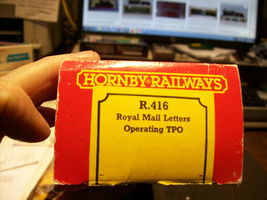 HORNBY·RAILWAYS
R.416
Royal Mail Letters
Operating TPO